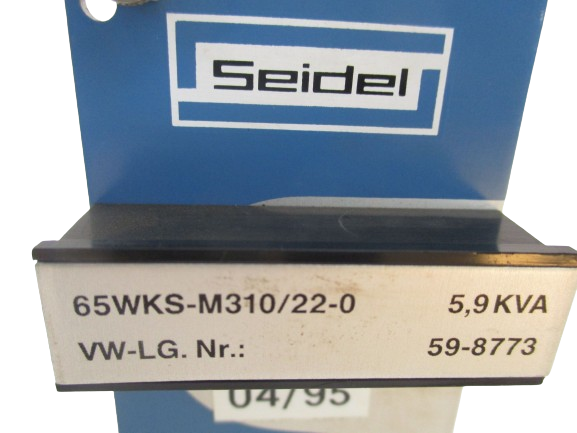 Seidel
65WKS-M310/22-0 5,9 KVA
VW-LG. Nr.: 59-8773
04/95